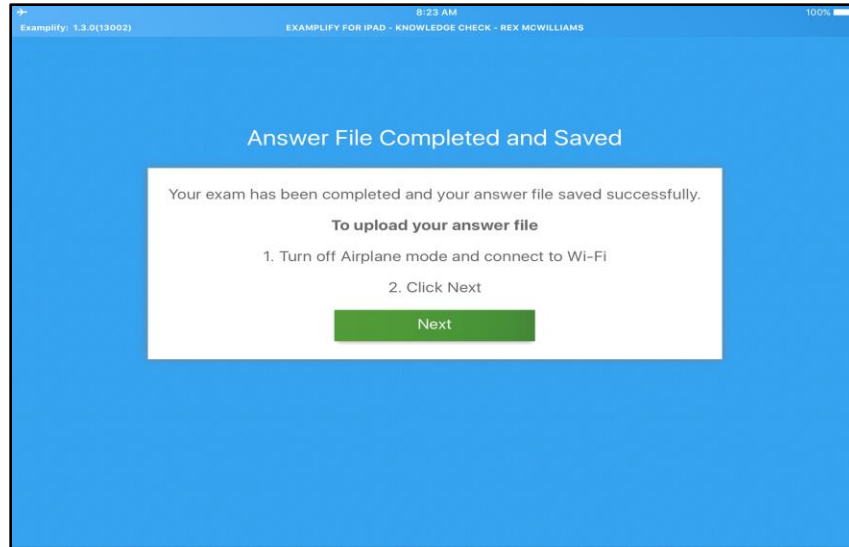 8:23 AM
100%
Examplify: 1.3.0(13002)
EXAMPLIFY FOR IPAD - KNOWLEDGE CHECK - REX MCWILLIAMS
Answer File Completed and Saved
Your exam has been completed and your answer file saved successfully.
To upload your answer file
1. Turn off Airplane mode and connect to Wi-Fi
2. Click Next
Next